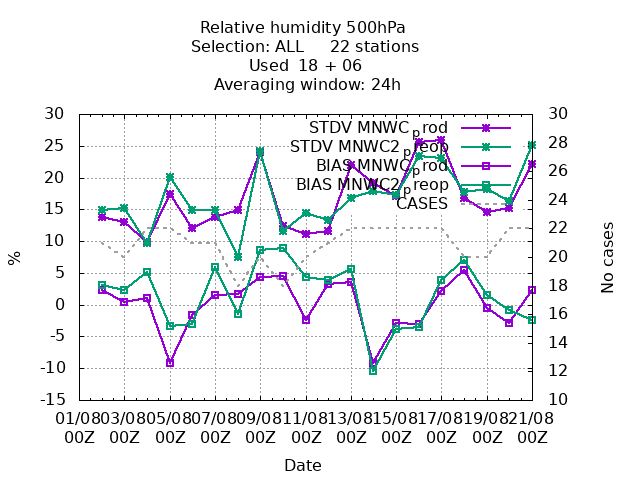 Relative humidity 500hPa
Selection: ALL 22 stations
Used 18 + 06
Averaging window: 24h
STDV MNWC_prod
STDV MNWC2_preop
BIAS MNWC_prod
BIAS MNWC2_preop
CASES
30
25
20
15
10
5
0
-5
-10
-15
%
30
28
26
24
22
20
18
16
14
12
10
No cases
01/08 03/08 05/08 07/08 09/08 11/08 13/08 15/08 17/08 19/08 21/08
00Z 00Z 00Z 00Z 00Z 00Z 00Z 00Z 00Z 00Z 00Z
Date